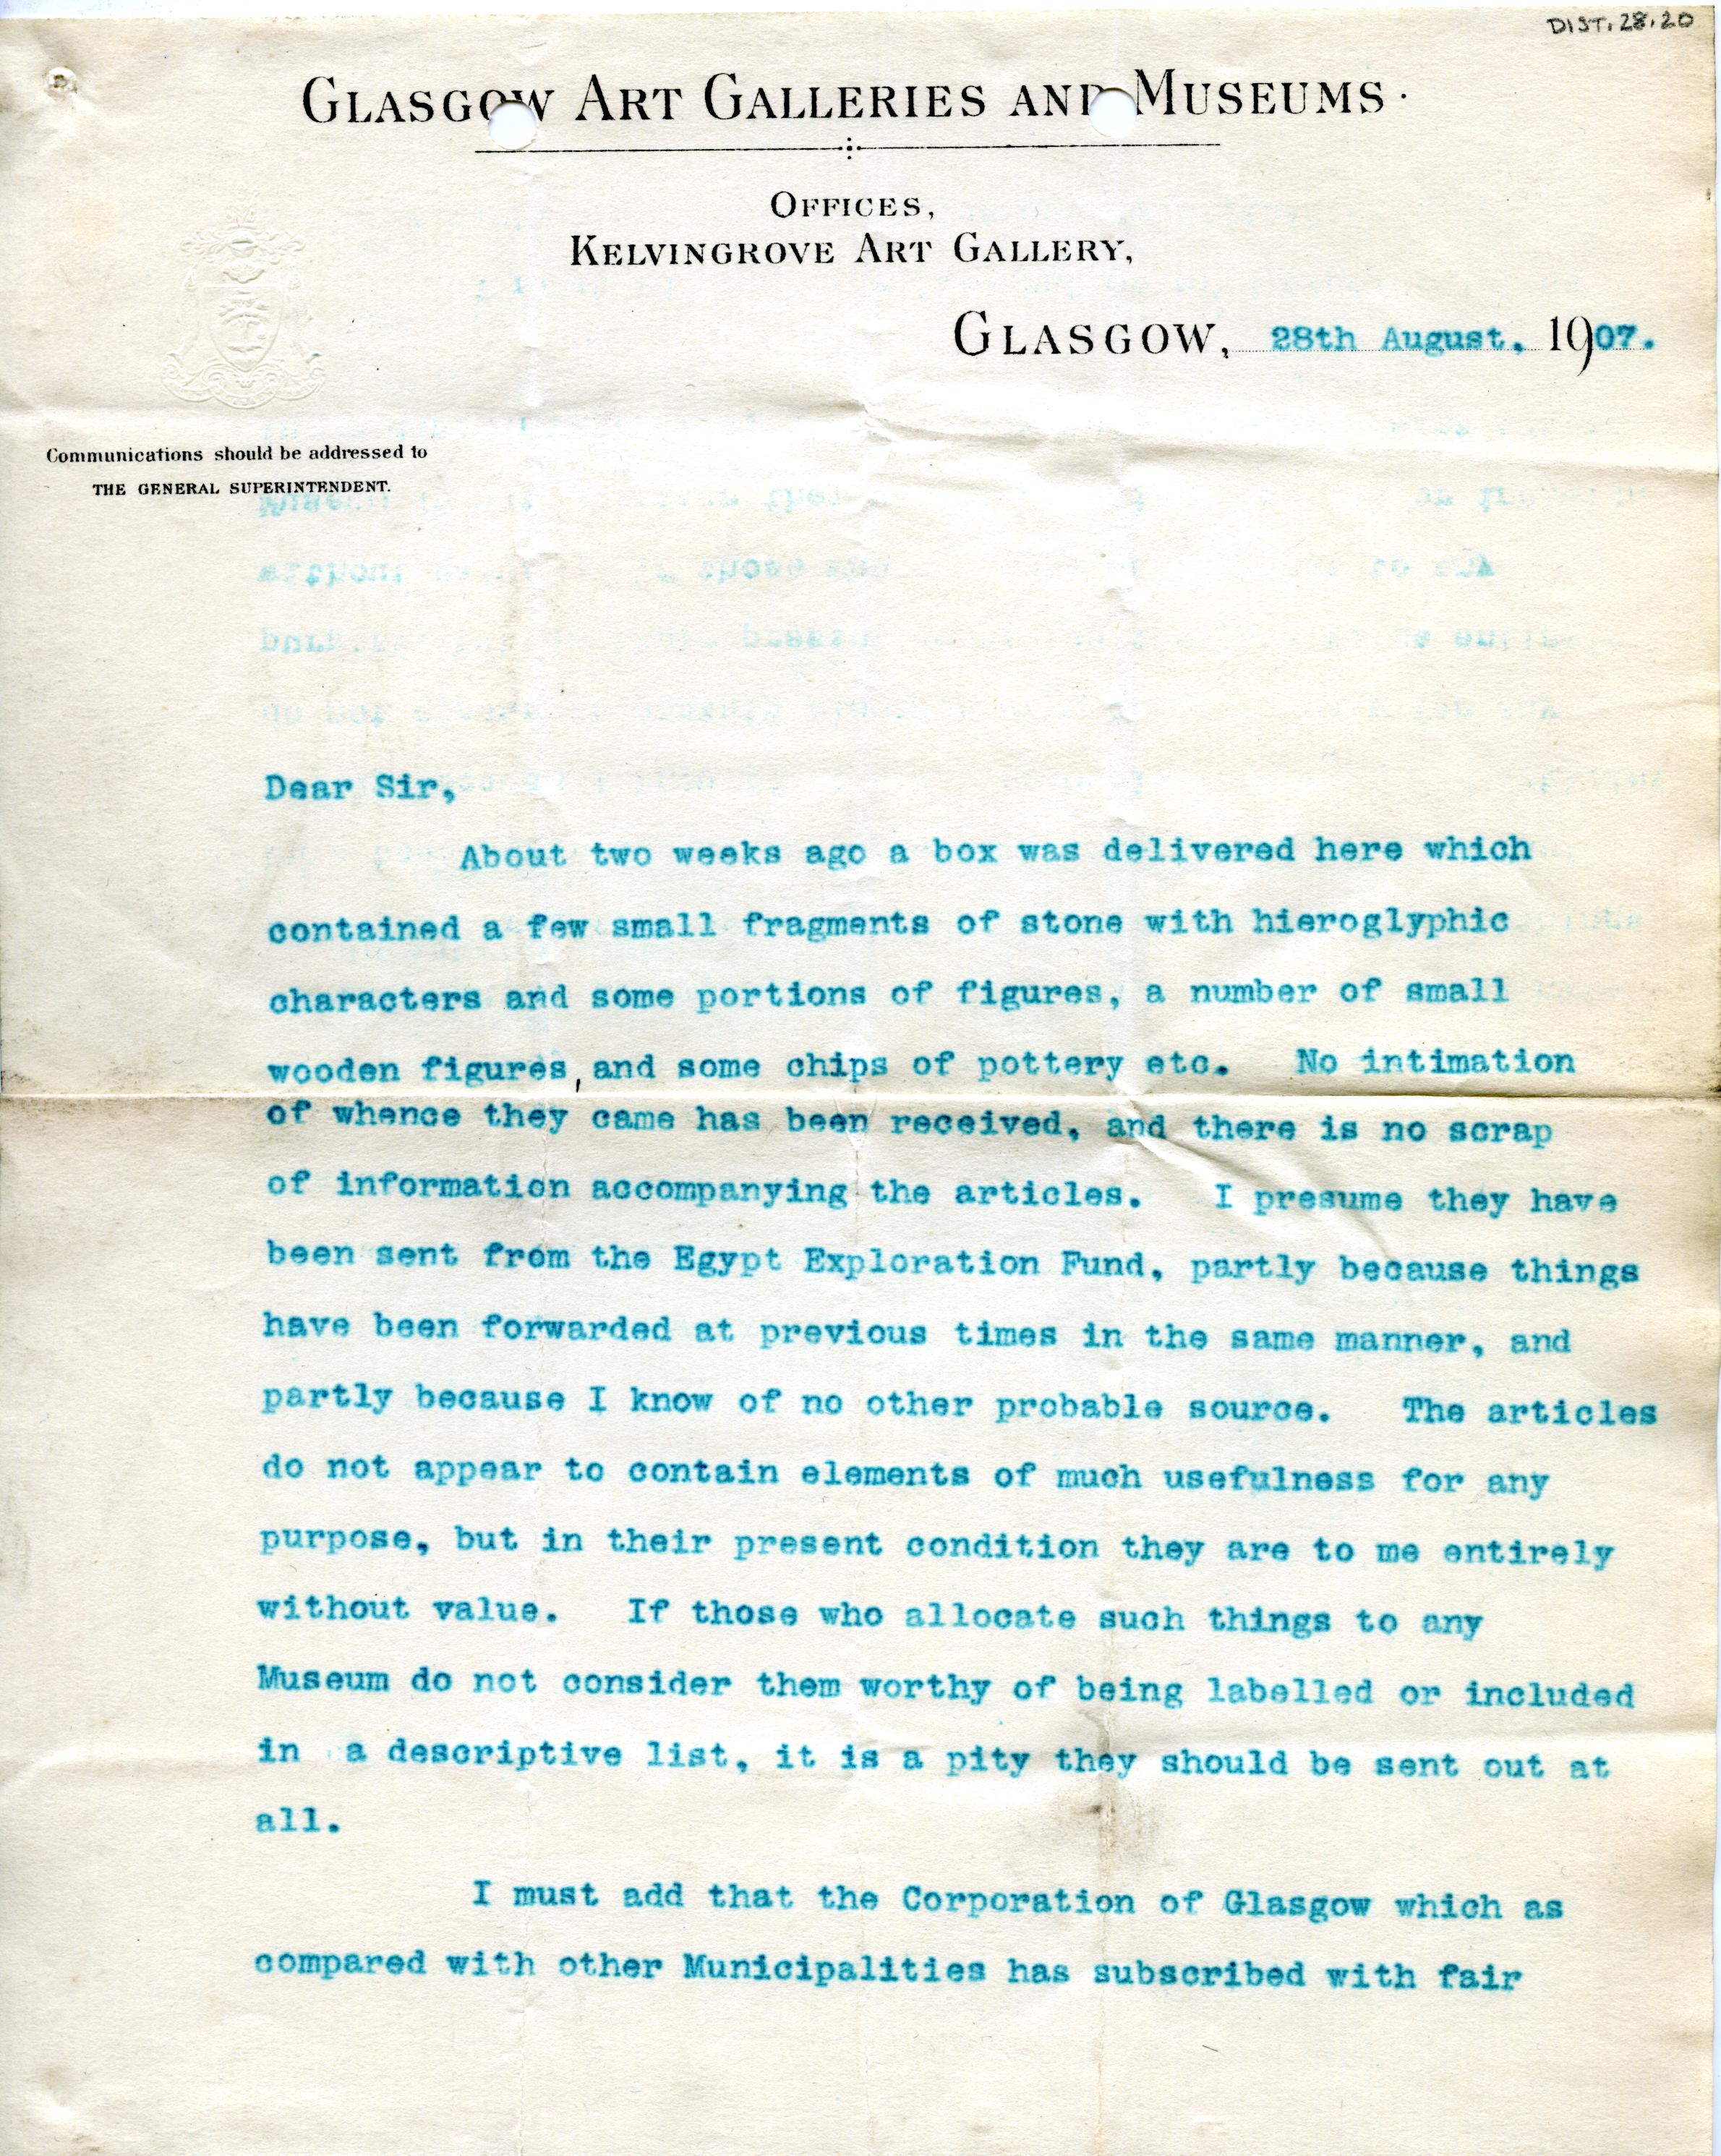 DIST.28.20
GLASGOW ART GALLERIES AND MUSEUMS.
OFFICES,
KELVINGROVE ART GALLERY,
GLASGOW, 28th August, 1907.
Communications should be addressed to
THE GENERAL SUPERINTENDENT.
Dear Sir,
About two weeks ago a box was delivered here which
contained a few small fragments of stone with hieroglyphic
characters and some portions of figures, a number of small
wooden figures, and some chips of pottery etc. No intimation
of whence they came has been received, and there is no scrap
of information accompanying the articles. I presume they have
been sent from the Egypt Exploration Fund, partly because things
have been forwarded at previous times in the same manner, and
partly because I know of no other probable source. The articles
do not appear to contain elements of much usefulness for any
purpose, but in their present condition they are to me entirely
without value. If those who allocate such things to any
Museum do not consider them worthy of being labelled or included
in a descriptive list, it is a pity they should be sent out at
all.
I must add that the Corporation of Glasgow which as
compared with other Municipalities has subscribed with fair